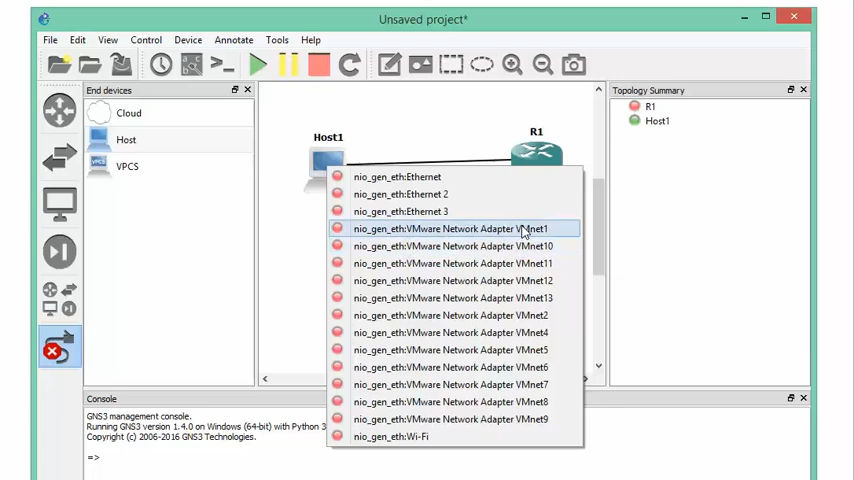 Unsaved project*
File Edit View Control Device Annotate Tools Help
End devices
Topology Summary
Cloud
Host
VPCS
Host1
R1
R1
Host1
nio_gen_eth:Ethernet
nio_gen_eth:Ethernet 2
nio_gen_eth:Ethernet 3
nio_gen_eth:VMware Network Adapter VMnet1
nio_gen_eth:VMware Network Adapter VMnet10
nio_gen_eth:VMware Network Adapter VMnet11
nio_gen_eth:VMware Network Adapter VMnet12
nio_gen_eth:VMware Network Adapter VMnet13
nio_gen_eth:VMware Network Adapter VMnet2
nio_gen_eth:VMware Network Adapter VMnet4
nio_gen_eth:VMware Network Adapter VMnet5
nio_gen_eth:VMware Network Adapter VMnet6
nio_gen_eth:VMware Network Adapter VMnet7
nio_gen_eth:VMware Network Adapter VMnet8
nio_gen_eth:VMware Network Adapter VMnet9
nio_gen_eth:Wi-Fi
Console
GNS3 management console.
Running GNS3 version 1.4.0 on Windows (64-bit) with Python 3
Copyright (c) 2006-2016 GNS3 Technologies.
=>